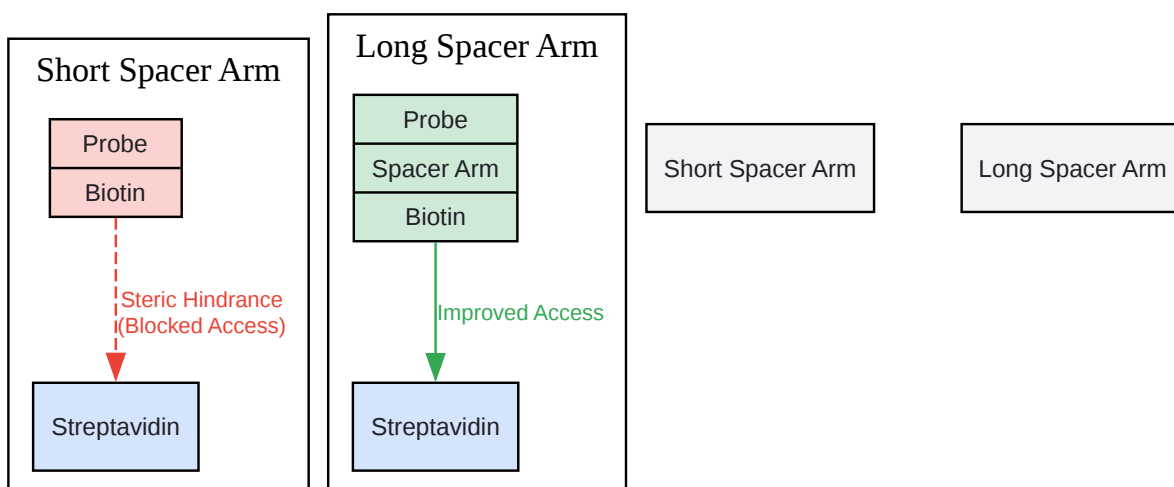 Short Spacer Arm
Probe
Biotin
Steric Hindrance
(Blocked Access)
Streptavidin
Long Spacer Arm
Probe
Spacer Arm
Biotin
Improved Access
Streptavidin
Short Spacer Arm
Long Spacer Arm